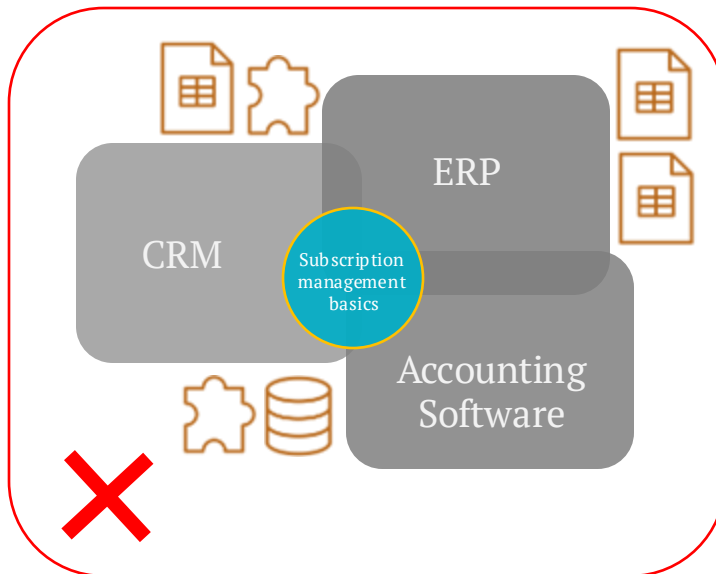 ERP
CRM
Subscription
management
basics
Accounting
Software